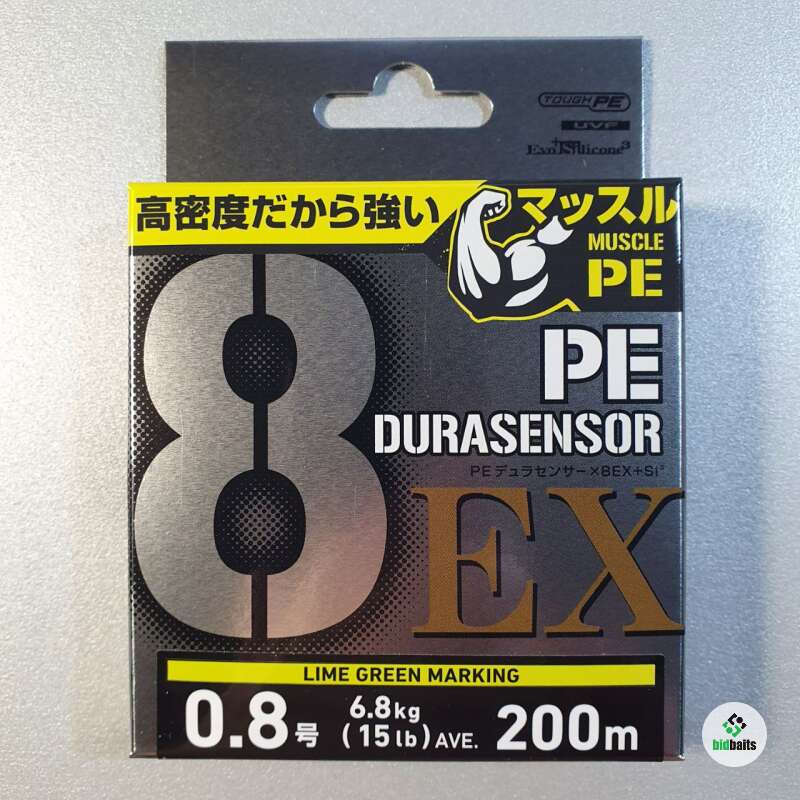 TOUGH PE
UVF
Evo Silicone³
高密度だから強い
マッスル
MUSCLE
PE
8
PE
DURASENSOR
PEデュラセンサー×8EX+Si³
EX
LIME GREEN MARKING
0.8号 6.8kg (15lb) AVE. 200m
bidbaits